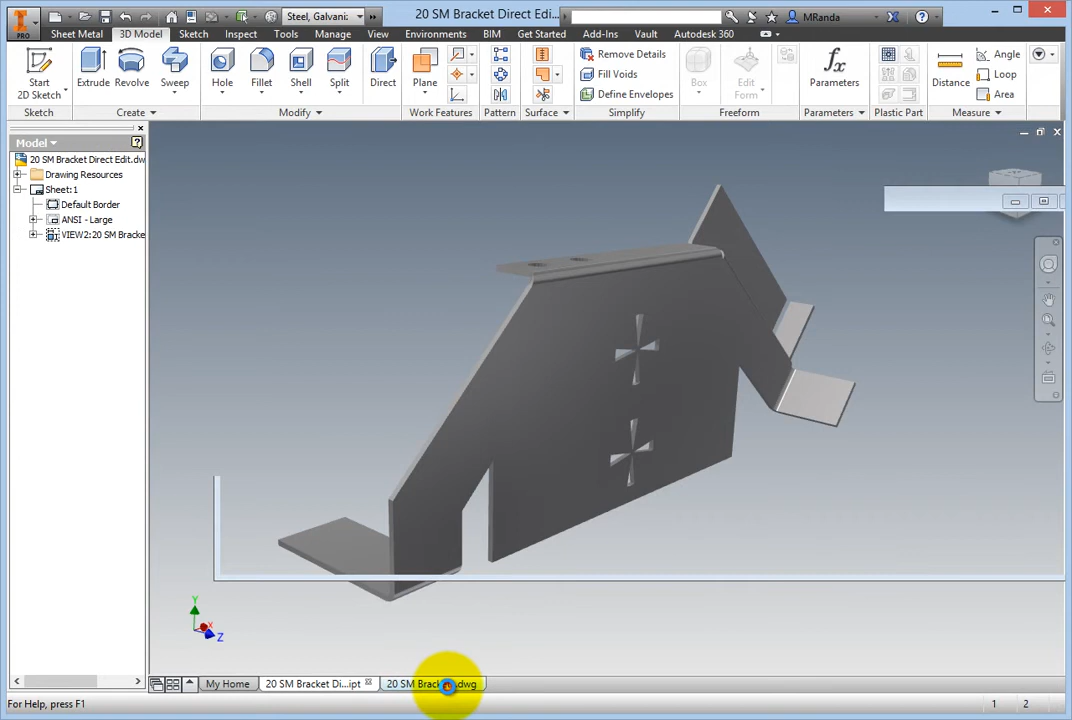 Steel, Galvani:
20 SM Bracket Direct Edi...
MRanda
PRO
Sheet Metal
3D Model
Sketch
Inspect
Tools
Manage
View
Environments
BIM
Get Started
Add-Ins
Vault
Autodesk 360
Start
2D Sketch
Extrude
Revolve
Sweep
Hole
Fillet
Shell
Split
Direct
Plane
Remove Details
Fill Voids
Define Envelopes
Box
Edit
Form
fx
Parameters
Distance
Angle
Loop
Area
Sketch
Create
Modify
Work Features
Pattern
Surface
Simplify
Freeform
Parameters
Plastic Part
Measure
Model
20 SM Bracket Direct Edit.dw
Drawing Resources
Sheet:1
Default Border
ANSI - Large
VIEW2:20 SM Bracke
Y
X
Z
My Home
20 SM Bracket Di...ipt
For Help, press F1
1
2